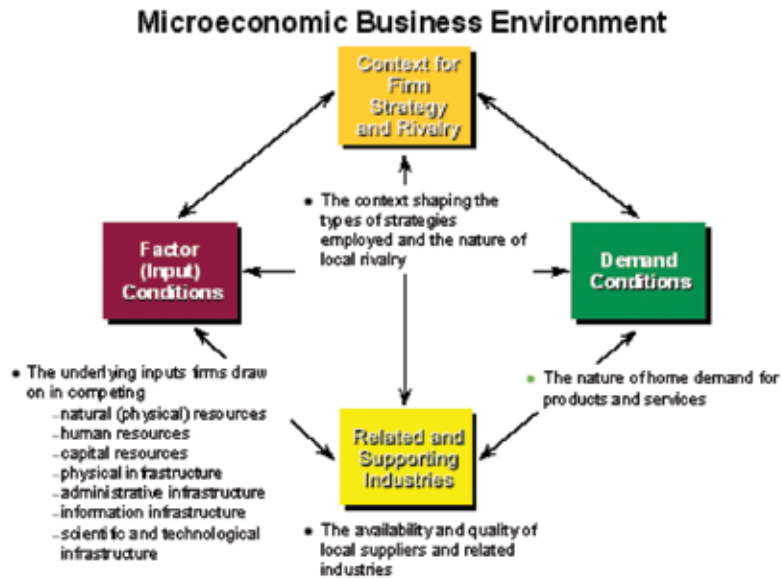 Microeconomic Business Environment
Context for
Firm
Strategy
and Rivalry
• The context shaping the
types of strategies
employed and the nature of
local rivalry
Factor
(Input)
Conditions
Demand
Conditions
• The underlying inputs firms draw
on in competing
–natural (physical) resources
–human resources
–capital resources
–physical infrastructure
–administrative infrastructure
–information infrastructure
–scientific and technological
infrastructure
• The nature of home demand for
products and services
Related and
Supporting
Industries
• The availability and quality of
local suppliers and related
industries